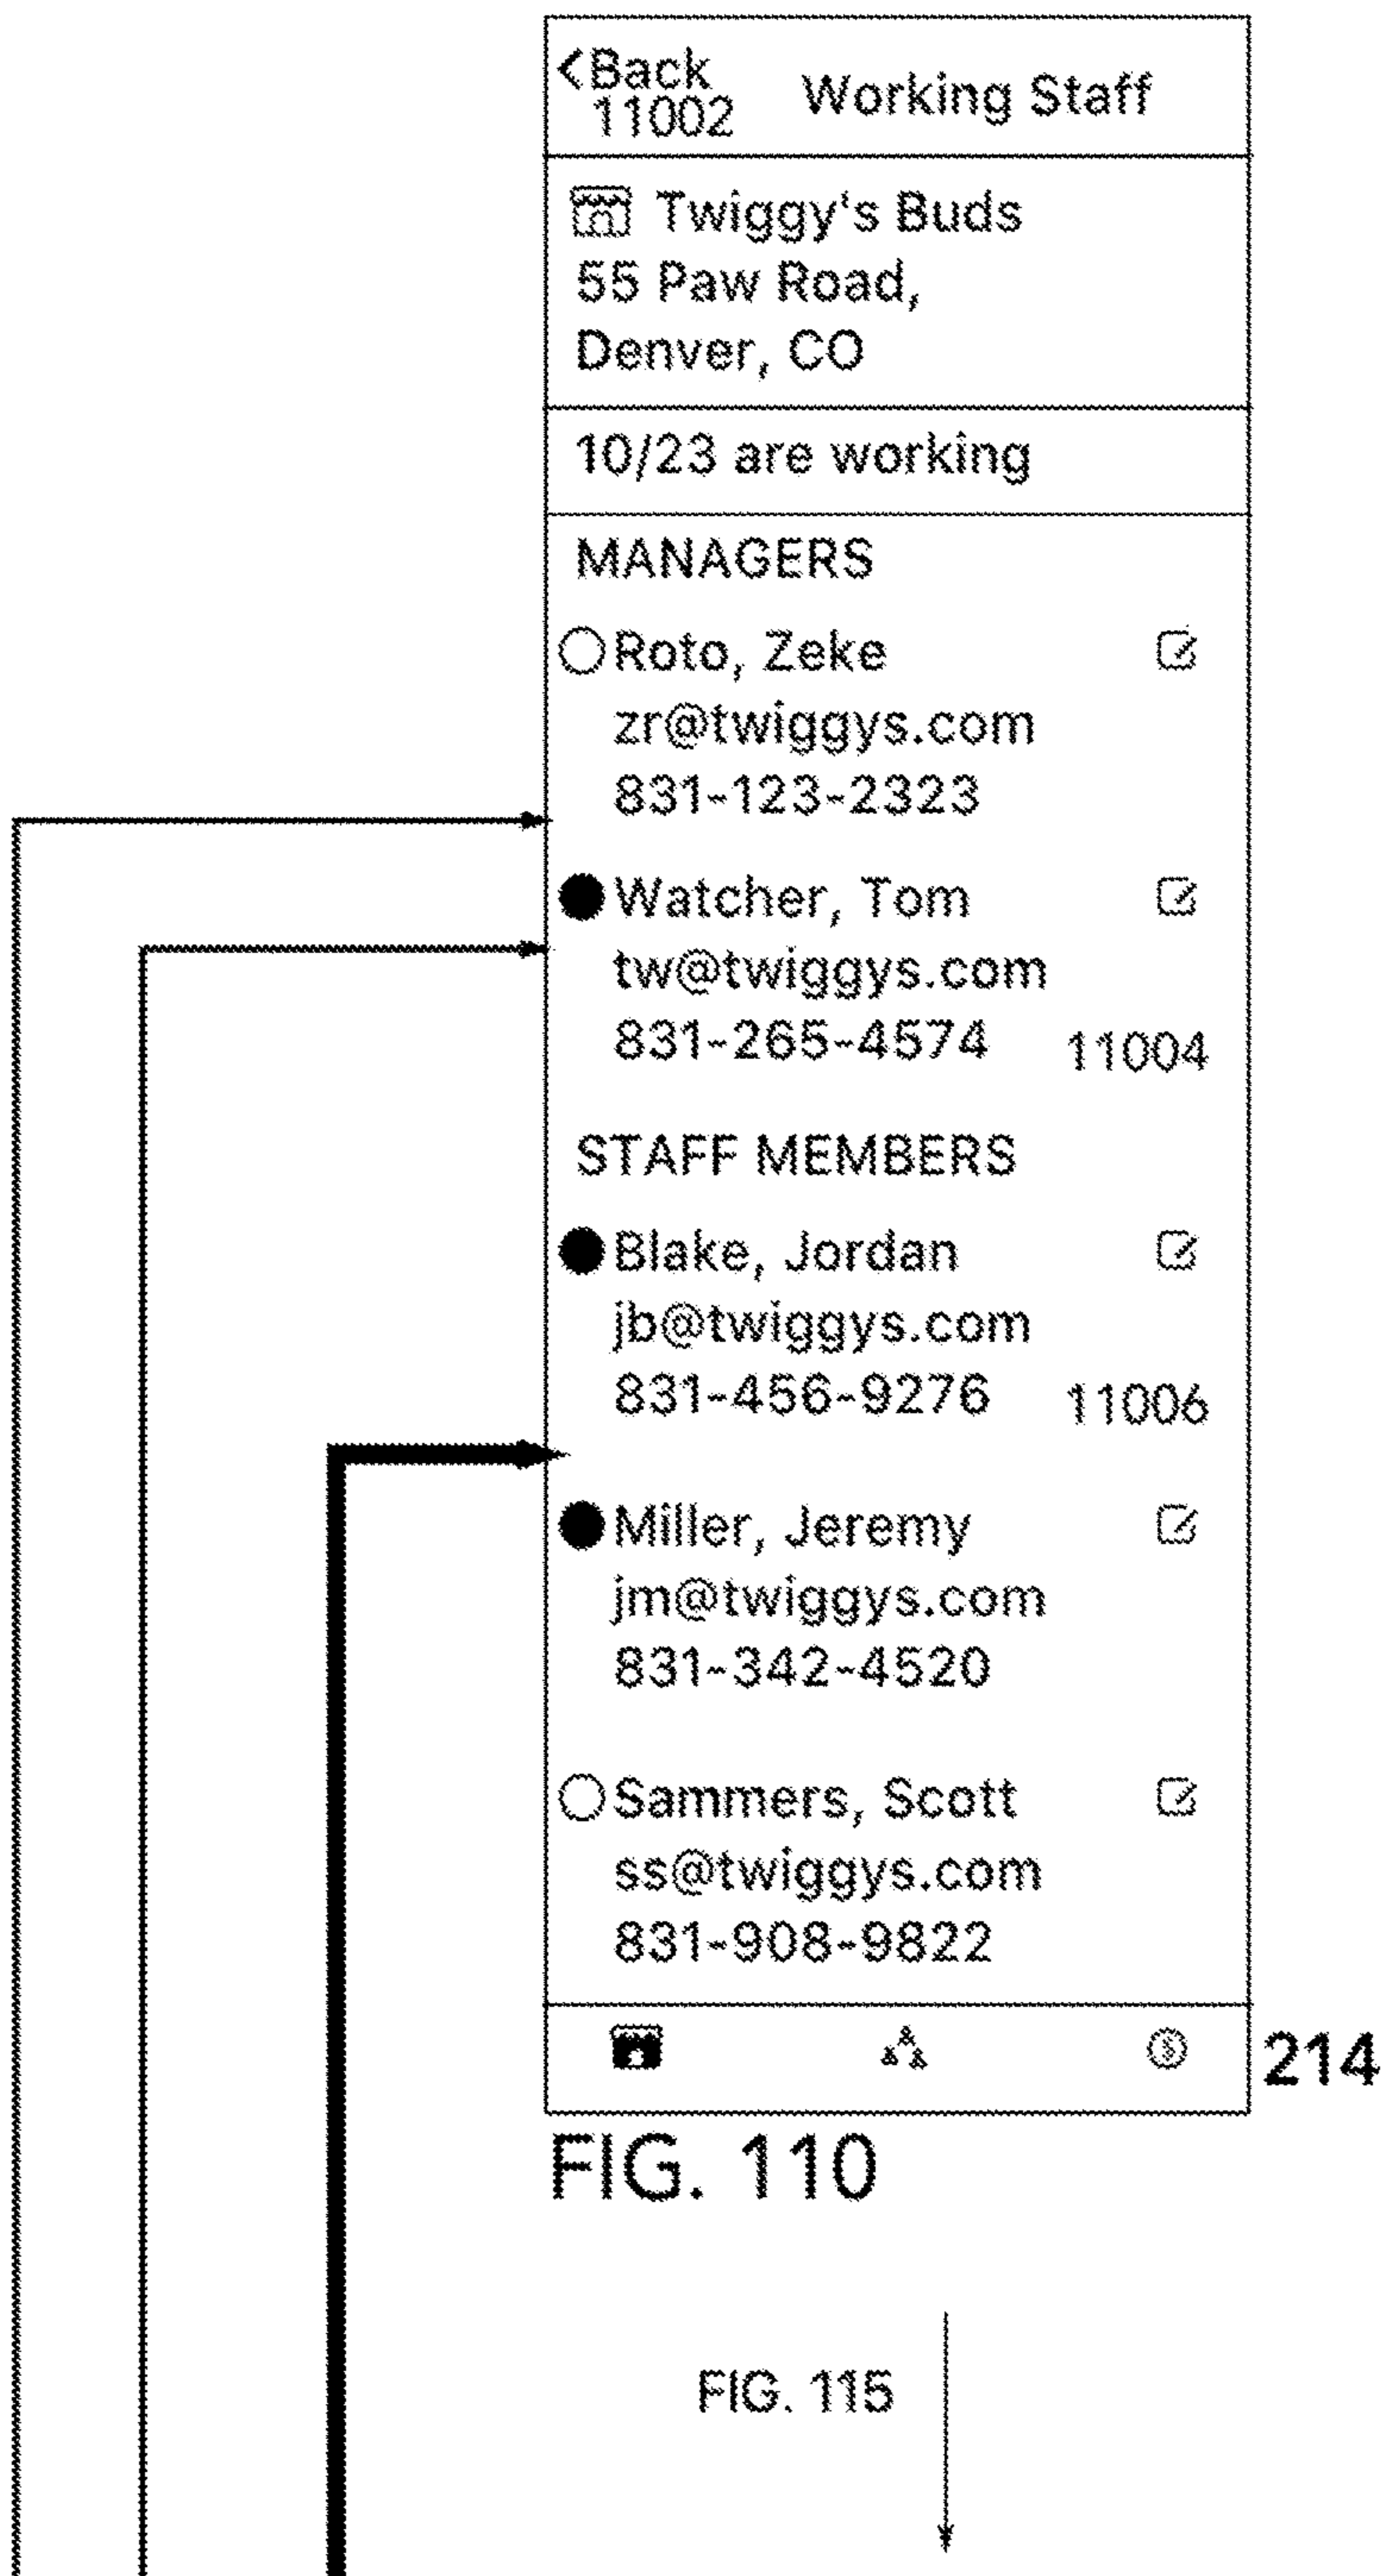 <Back
11002
Working Staff
Twiggy's Buds
55 Paw Road,
Denver, CO
10/23 are working
MANAGERS
Roto, Zeke
zr@twiggys.com
831-123-2323
Watcher, Tom
tw@twiggys.com
831-265-4574 11004
STAFF MEMBERS
Blake, Jordan
jb@twiggys.com
831-456-9276 11006
Miller, Jeremy
jm@twiggys.com
831-342-4520
Sammers, Scott
ss@twiggys.com
831-908-9822
$
214
FIG. 110
FIG. 115